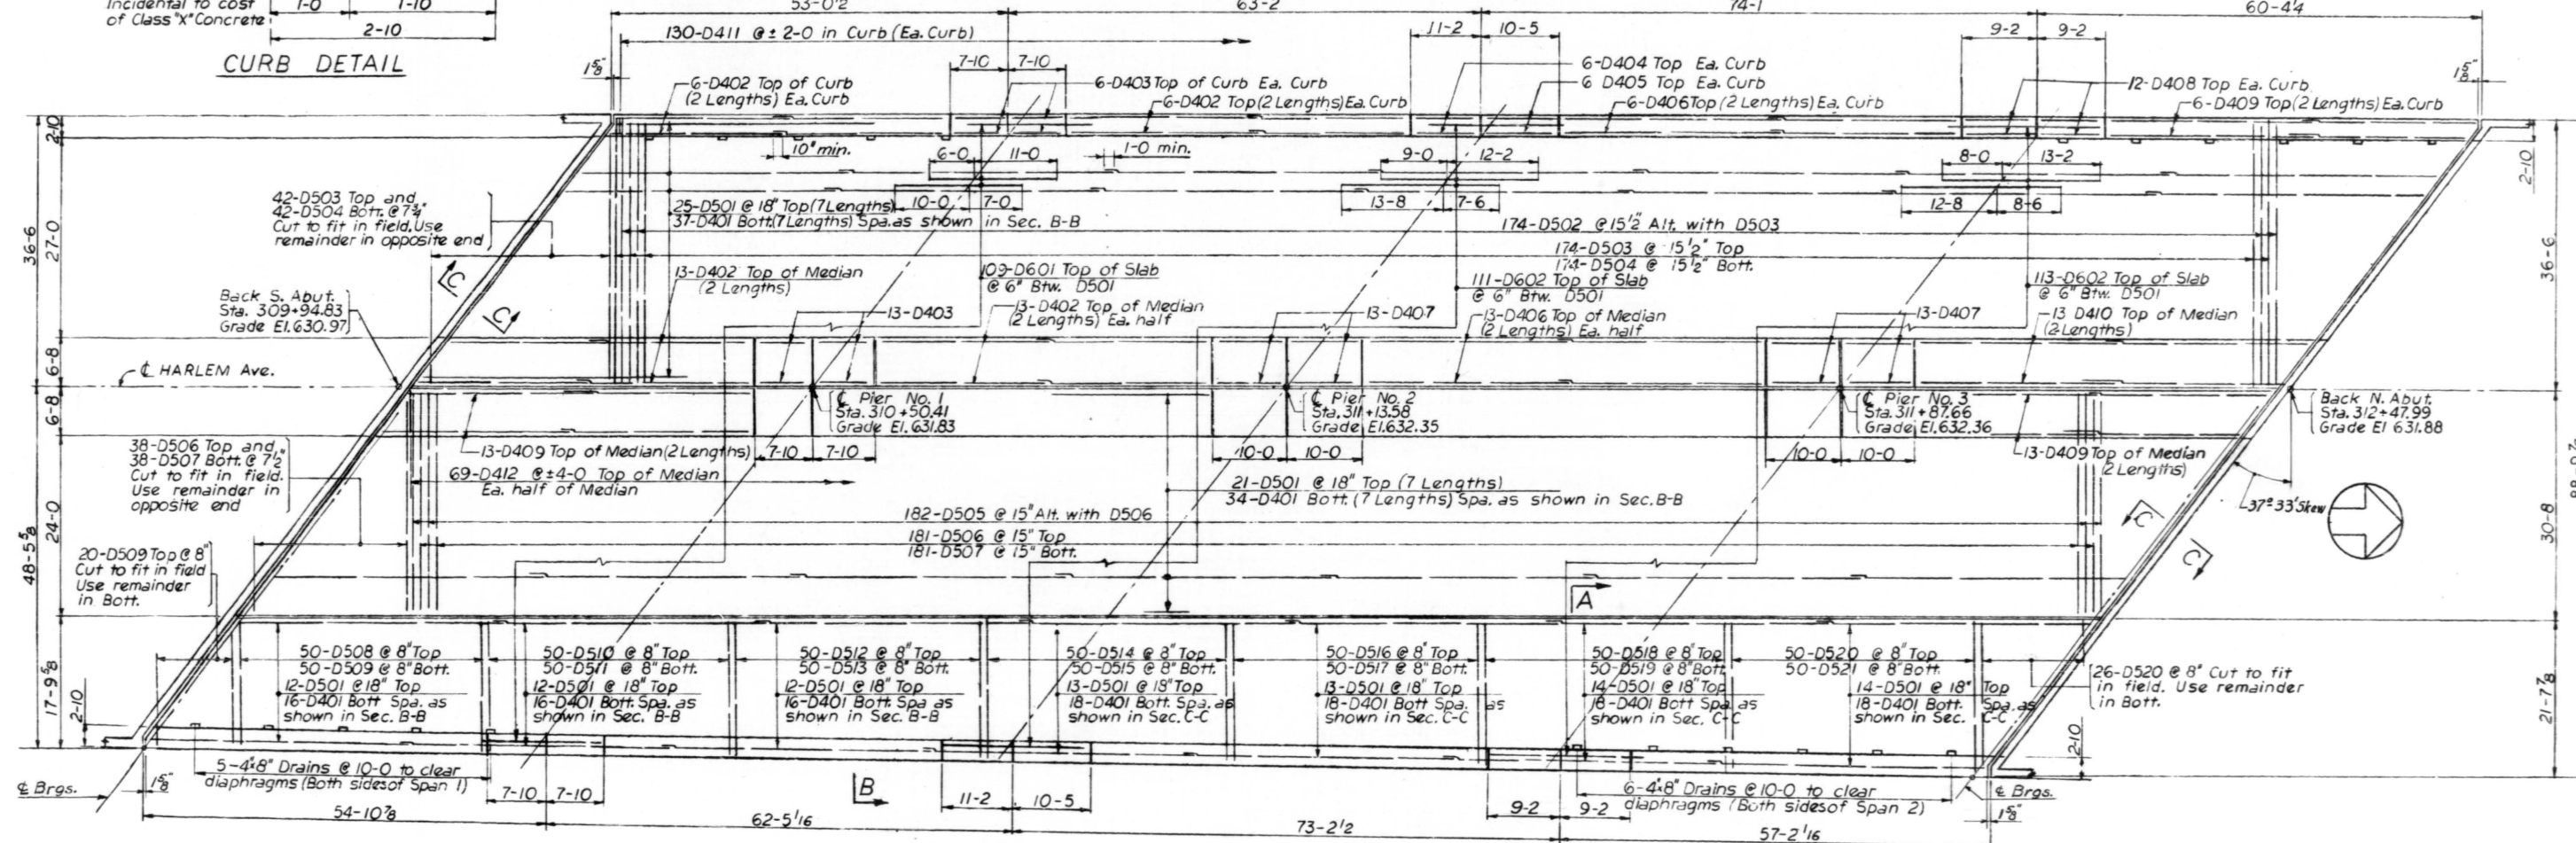 Incidental to cost
of Class "X" Concrete
1-0
1-10
2-10
CURB DETAIL
53-0½
63-2
74-1
60-4¼
130-D411 @ ± 2-0 in Curb (Ea. Curb)
11-2
10-5
9-2
9-2
1⅝"
7-10
7-10
6-D402 Top of Curb
(2 Lengths) Ea. Curb
6-D403 Top of Curb Ea. Curb
6-D402 Top (2 Lengths) Ea. Curb
6-D404 Top Ea. Curb
6 D405 Top Ea. Curb
6-D406 Top (2 Lengths) Ea. Curb
12-D408 Top Ea. Curb
6-D409 Top (2 Lengths) Ea. Curb
1⅝"
2-10
10" min.
1-0 min.
6-0
11-0
9-0
12-2
8-0
13-2
2-10
10-0
7-0
13-8
7-6
12-8
8-6
42-D503 Top and
42-D504 Bott. @ 7¾"
Cut to fit in field. Use
remainder in opposite end
25-D501 @ 18" Top (7 Lengths)
37-D401 Bott. (7 Lengths) Spa. as shown in Sec. B-B
174-D502 @ 15½" Alt. with D503
174-D503 @ 15½" Top
174-D504 @ 15½" Bott.
36-6
27-0
36-6
13-D402 Top of Median
(2 Lengths)
109-D601 Top of Slab
@ 6" Btw. D501
111-D602 Top of Slab
@ 6" Btw. D501
113-D602 Top of Slab
@ 6" Btw. D501
Back S. Abut.
Sta. 309+94.83
Grade El. 630.97
C
C
13-D403
13-D402 Top of Median
(2 Lengths) Ea. half
13-D407
13-D406 Top of Median
(2 Lengths) Ea. half
13-D407
13 D410 Top of Median
(2 Lengths)
6-8
℄ HARLEM Ave.
6-8
℄ Pier No. 1
Sta. 310+50.41
Grade El. 631.83
℄ Pier No. 2
Sta. 311+13.58
Grade El. 632.35
℄ Pier No. 3
Sta. 311+87.66
Grade El. 632.36
Back N. Abut.
Sta. 312+47.99
Grade El 631.88
38-D506 Top and
38-D507 Bott. @ 7½"
Cut to fit in field.
Use remainder in
opposite end
13-D409 Top of Median (2 Lengths)
7-10
7-10
10-0
10-0
10-0
10-0
13-D409 Top of Median
(2 Lengths)
69-D412 @ ±4-0 Top of Median
Ea. half of Median
21-D501 @ 18" Top (7 Lengths)
34-D401 Bott. (7 Lengths) Spa. as shown in Sec. B-B
37° 33' Skew
24-0
48-5⅝
30-8
182-D505 @ 15" Alt. with D506
181-D506 @ 15" Top
181-D507 @ 15" Bott.
C
C
20-D509 Top @ 8"
Cut to fit in field
Use remainder
in Bott.
A
50-D508 @ 8" Top
50-D509 @ 8" Bott.
12-D501 @ 18" Top
16-D401 Bott Spa. as
shown in Sec. B-B
50-D510 @ 8" Top
50-D511 @ 8" Bott.
12-D501 @ 18" Top
16-D401 Bott. Spa. as
shown in Sec. B-B
50-D512 @ 8" Top
50-D513 @ 8" Bott.
12-D501 @ 18" Top
16-D401 Bott. Spa as
shown in Sec. B-B
50-D514 @ 8" Top
50-D515 @ 8" Bott.
13-D501 @ 18" Top
18-D401 Bott. Spa. as
shown in Sec. C-C
50-D516 @ 8" Top
50-D517 @ 8" Bott.
13-D501 @ 18" Top
18-D401 Bott Spa. as
shown in Sec. C-C
50-D518 @ 8" Top
50-D519 @ 8" Bott
14-D501 @ 18" Top
18-D401 Bott Spa. as
shown in Sec. C-C
50-D520 @ 8" Top
50-D521 @ 8" Bott.
14-D501 @ 18" Top
18-D401 Bott. Spa. as
shown in Sec. C-C
26-D520 @ 8" Cut to fit
in field. Use remainder
in Bott.
17-9⅝
2-10
21-7⅞
2-10
℄ Brgs.
1⅝"
5-4"x8" Drains @ 10-0 to clear
diaphragms (Both sides of Span 1)
7-10
7-10
B
11-2
10-5
9-2
9-2
6-4"x8" Drains @ 10-0 to clear
diaphragms (Both sides of Span 2)
℄ Brgs.
1⅝"
54-10⅞
62-5 1/16
73-2½
57-2 1/16